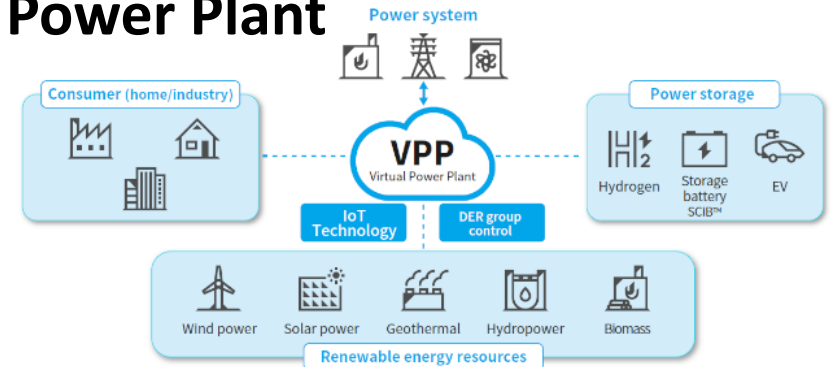 Power Plant
Power system
Consumer (home/industry)
Power storage
VPP
Virtual Power Plant
Hydrogen
Storage
battery
SCiB™
EV
IoT
Technology
DER group
control
Wind power
Solar power
Geothermal
Hydropower
Biomass
Renewable energy resources
H2